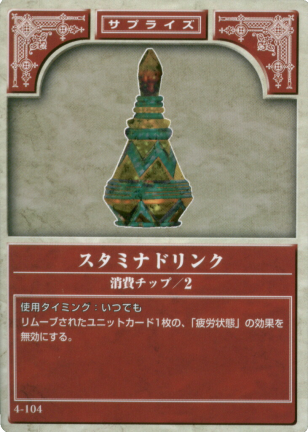 サプライズ
スタミナドリンク
消費チップ／2
使用タイミンク：いつでも
リムーブされたユニットカード1枚の、「疲労状態」の効果を
無効にする。
4-104